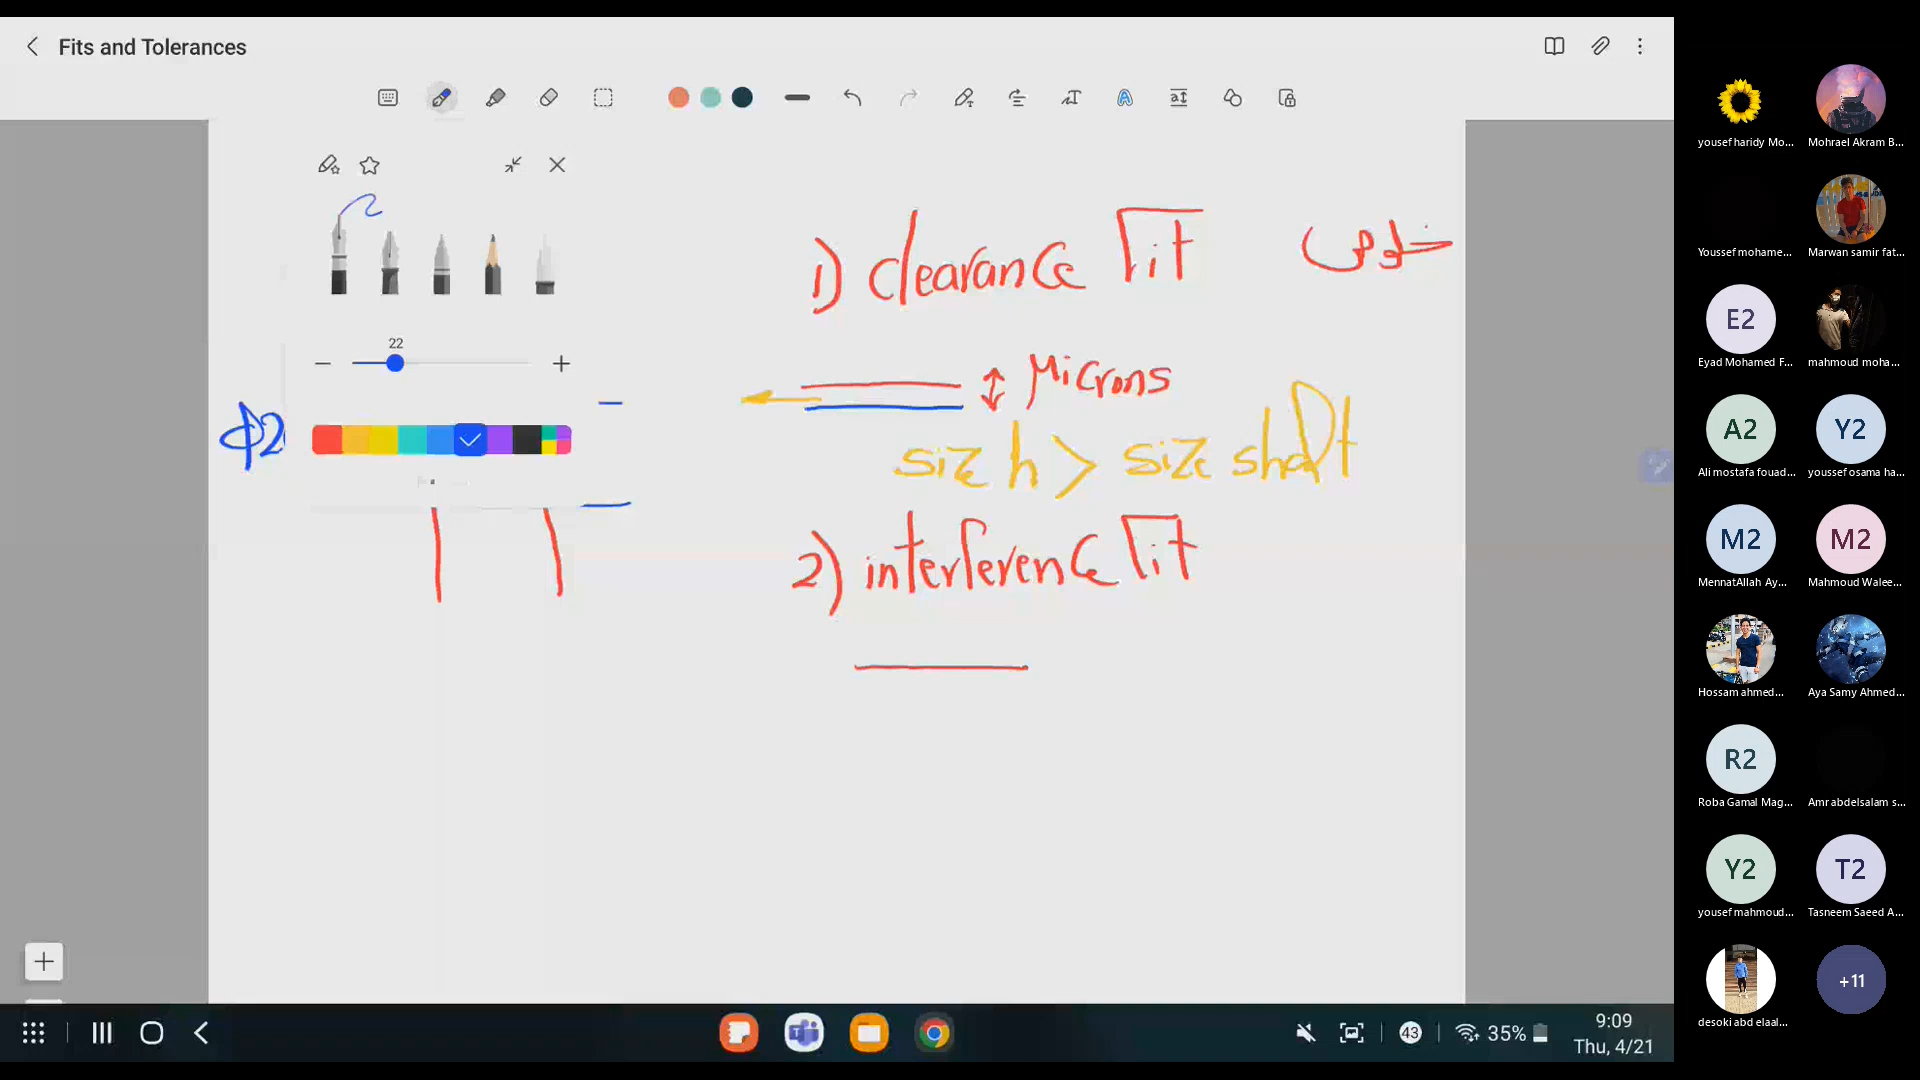 Fits and Tolerances
22
1) clearance fit
Microns
size h > size shaft
2) interference fit
ϕ2
yousef haridy Mo...
Mohrael Akram B...
Youssef mohame...
Marwan samir fat...
E2
Eyad Mohamed F...
mahmoud moha...
A2
Ali mostafa fouad...
Y2
youssef osama ha...
M2
MennatAllah Ay...
M2
Mahmoud Walee...
Hossam ahmed...
Aya Samy Ahmed...
R2
Roba Gamal Mag...
Amr abdelsalam s...
Y2
yousef mahmoud...
T2
Tasneem Saeed A...
desoki abd elaal...
+11
43
35%
9:09
Thu, 4/21